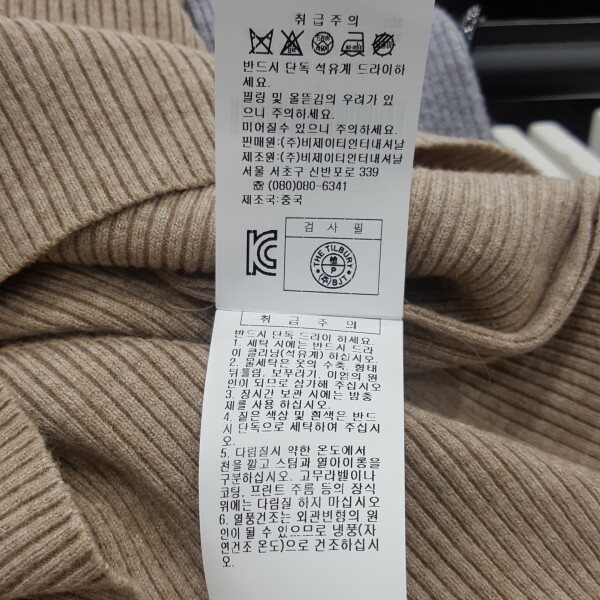 취급주의
반드시 단독 석유계 드라이하
세요.
필링 및 올뜯김의 우려가 있
으니 주의하세요.
미어질수 있으니 주의하세요.
판매원:(주)비제이티인터내셔날
제조원:(주)비제이티인터내셔날
서울 서초구 신반포로 339
☎ (080)080-6341
제조국:중국
검사필
THE TILBURY
P
(주)BJT
취급주의
반드시 단독 드라이 하세요.
1. 세탁 시에는 반드시 드라
이 클리닝(석유계) 하십시오.
2. 물세탁은 옷의 수축, 형태
뒤틀림, 보푸라기, 이염의 원
인이 되므로 삼가해 주십시오
3. 장시간 보관 시에는 방충
제를 사용 하십시오.
4. 짙은 색상 및 흰색은 반드
시 단독으로 세탁하여 주십시
오.
5. 다림질시 약한 온도에서
천을 깔고 스팀과 열아이롱을
구분하십시오. 고무라벨이나
코팅, 프린트 주름 등의 장식
위에는 다림질 하지 마십시오
6. 열풍건조는 외관변형의 원
인이 될 수 있으므로 냉풍(자
연건조 온도)으로 건조하십시
오.